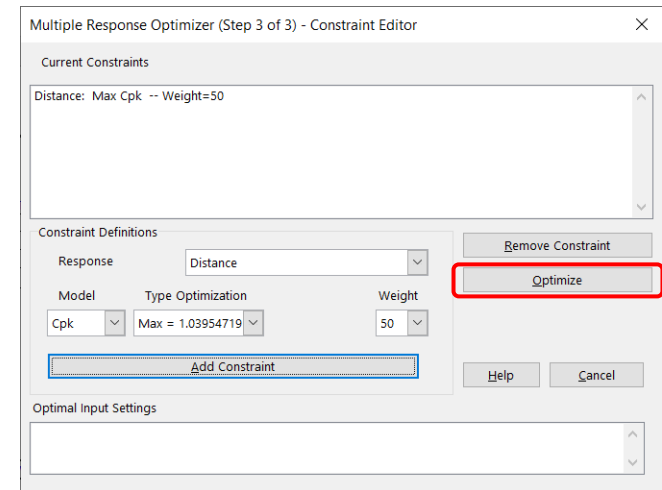 Multiple Response Optimizer (Step 3 of 3) - Constraint Editor
Current Constraints
Distance:  Max Cpk  -- Weight=50
Constraint Definitions
Remove Constraint
Response
Distance
Optimize
Model
Type Optimization
Weight
Cpk
Max = 1.03954719
50
Add Constraint
Help
Cancel
Optimal Input Settings